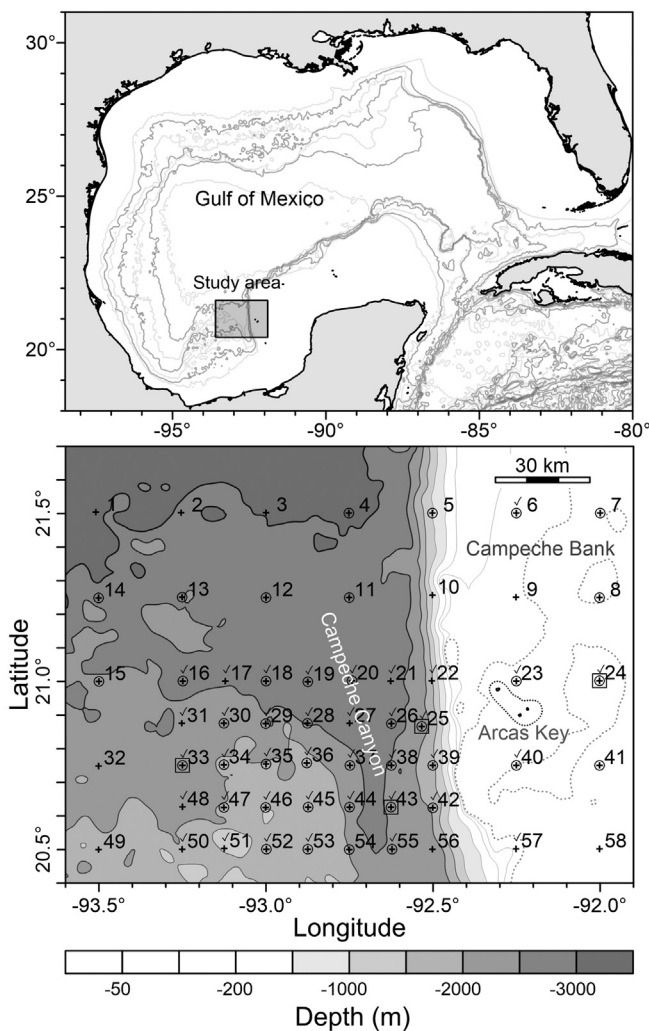 30°
25°
20°
Gulf of Mexico
Study area
-95° -90° -85° -80°
30 km
21.5°
21.0°
20.5°
Latitude
1 2 3 4 5 6 7
Campeche Bank
14 13 12 11 10 9 8
15 16 17 18 19 20 21 22 23 24
Campeche Canyon
31 30 29 28 27 26 25
Arcas Key
32 33 34 35 36 38 39 40 41
48 47 46 45 44 43 42
49 50 51 52 53 54 55 56 57 58
-93.5° -93.0° -92.5° -92.0°
Longitude
-50 -200 -1000 -2000 -3000
Depth (m)